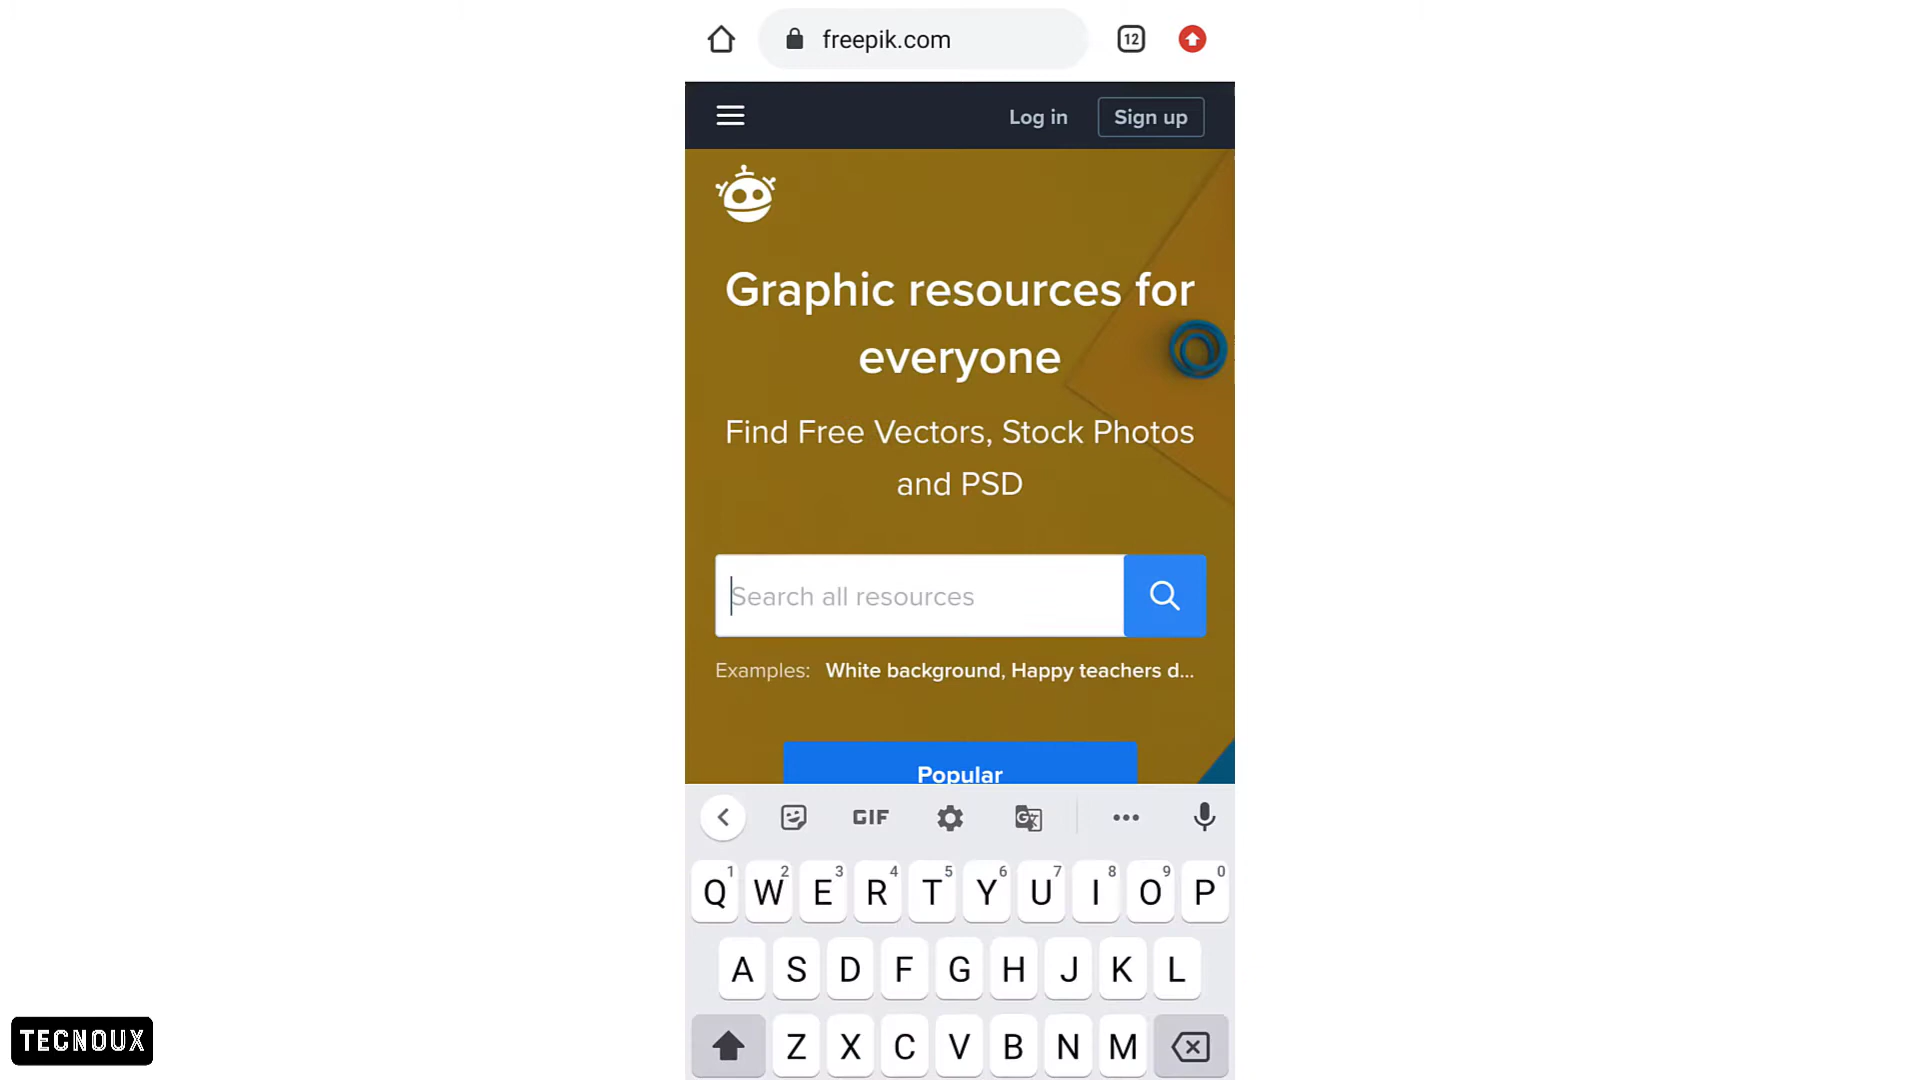 freepik.com
12
Log in
Sign up
Graphic resources for
everyone
Find Free Vectors, Stock Photos
and PSD
Search all resources
Examples: White background, Happy teachers d...
Popular
GIF
Q1 W2 E3 R4 T5 Y6 U7 I8 O9 P0
A S D F G H J K L
Z X C V B N M
TECNOUX